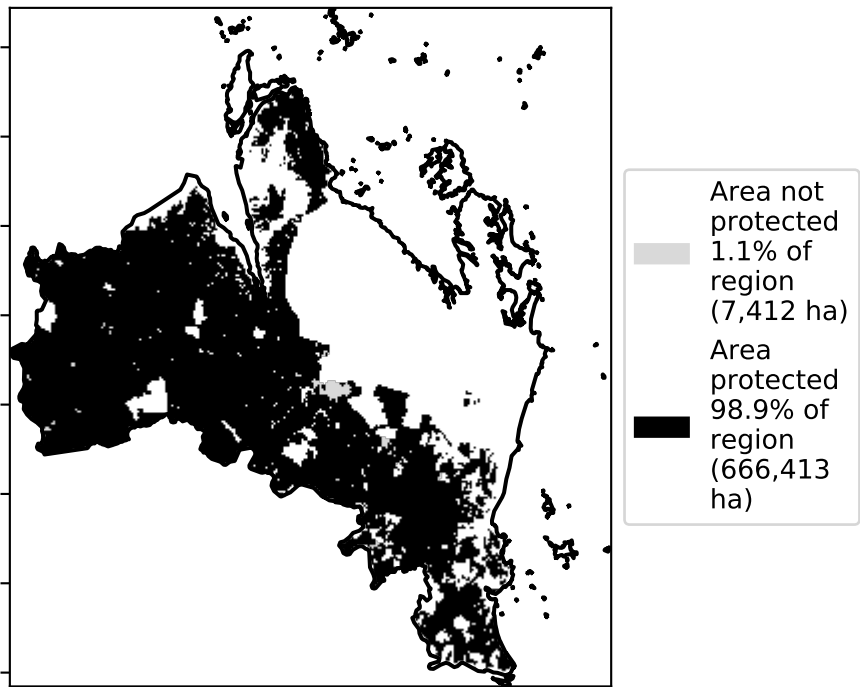 Area not
protected
1.1% of
region
(7,412 ha)
Area
protected
98.9% of
region
(666,413
ha)